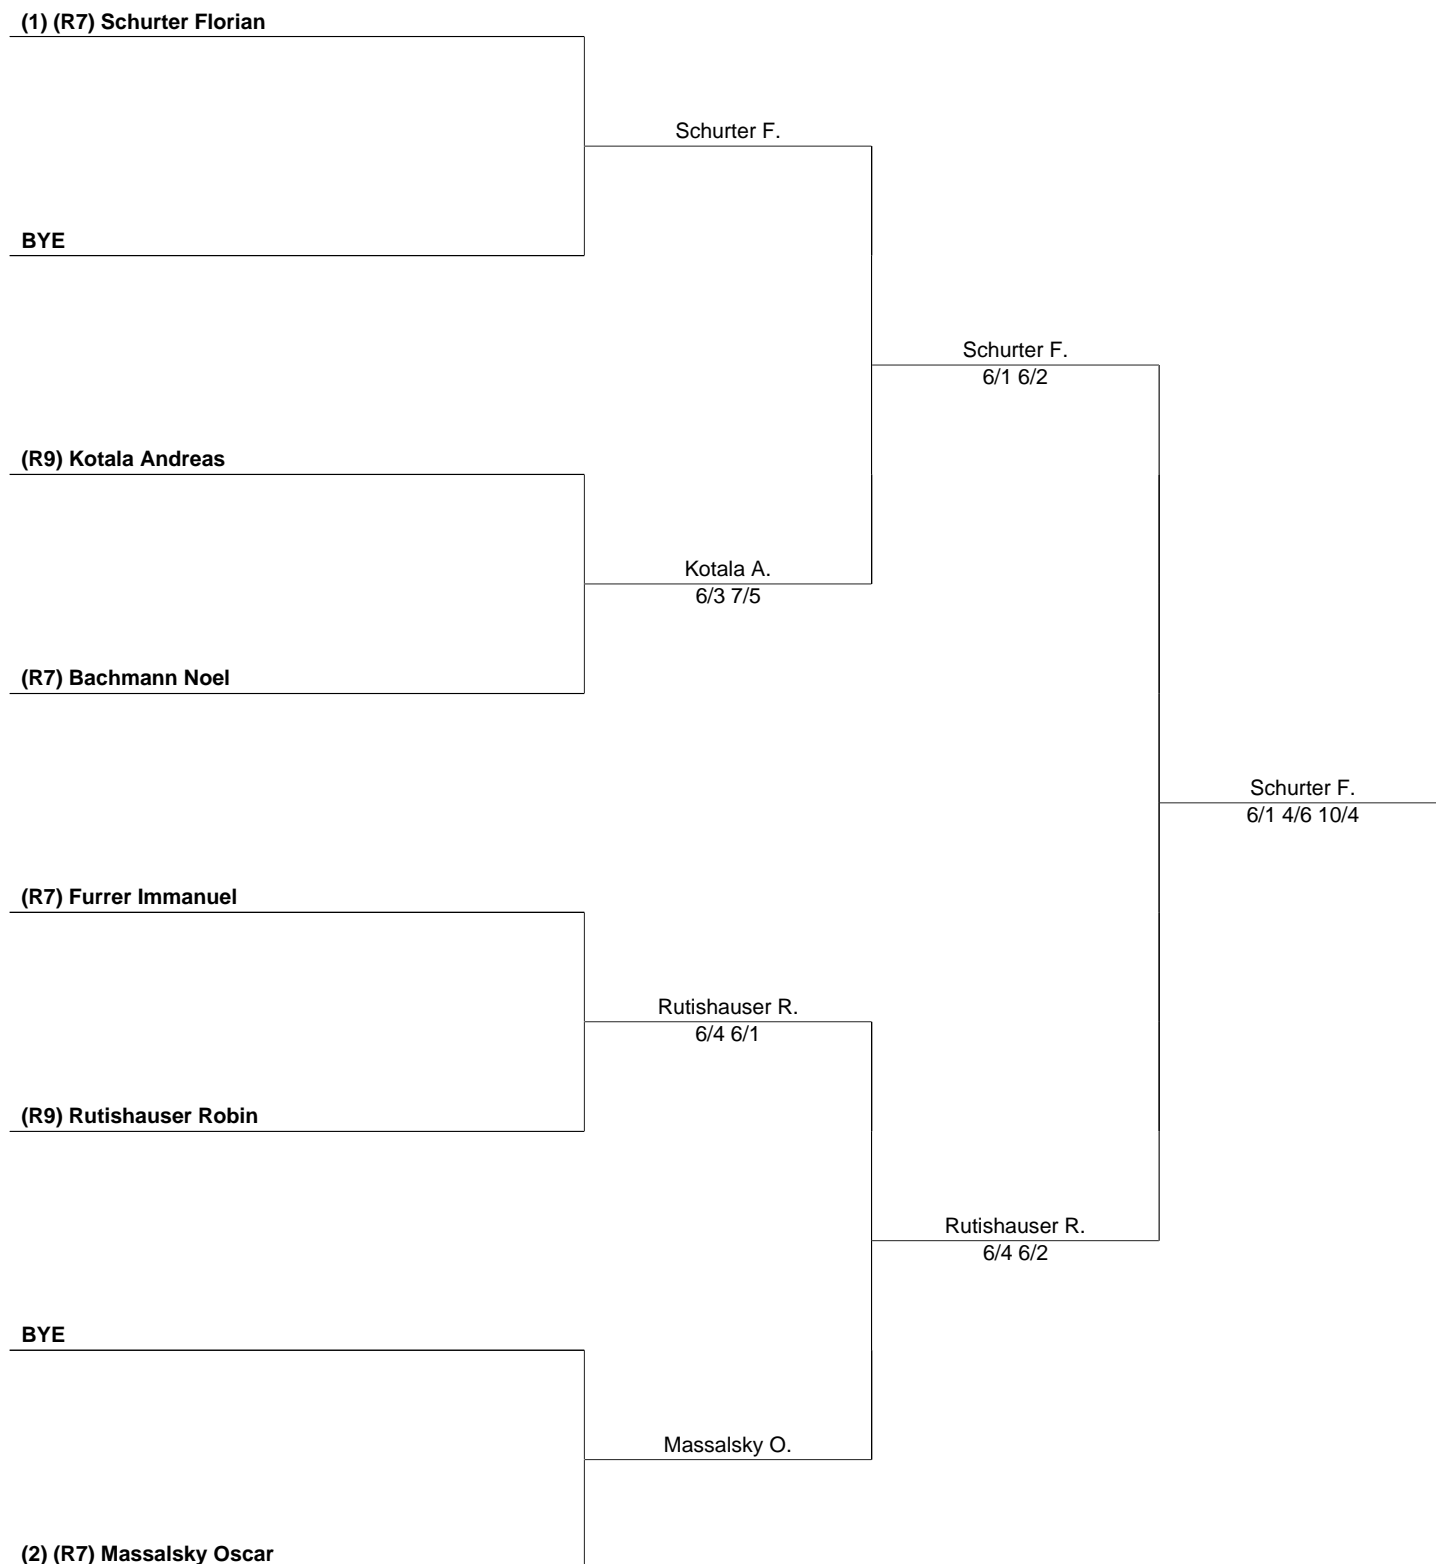 (1) (R7) Schurter Florian
Schurter F.
BYE
Schurter F.
6/1 6/2
(R9) Kotala Andreas
Kotala A.
6/3 7/5
(R7) Bachmann Noel
Schurter F.
6/1 4/6 10/4
(R7) Furrer Immanuel
Rutishauser R.
6/4 6/1
(R9) Rutishauser Robin
Rutishauser R.
6/4 6/2
BYE
Massalsky O.
(2) (R7) Massalsky Oscar